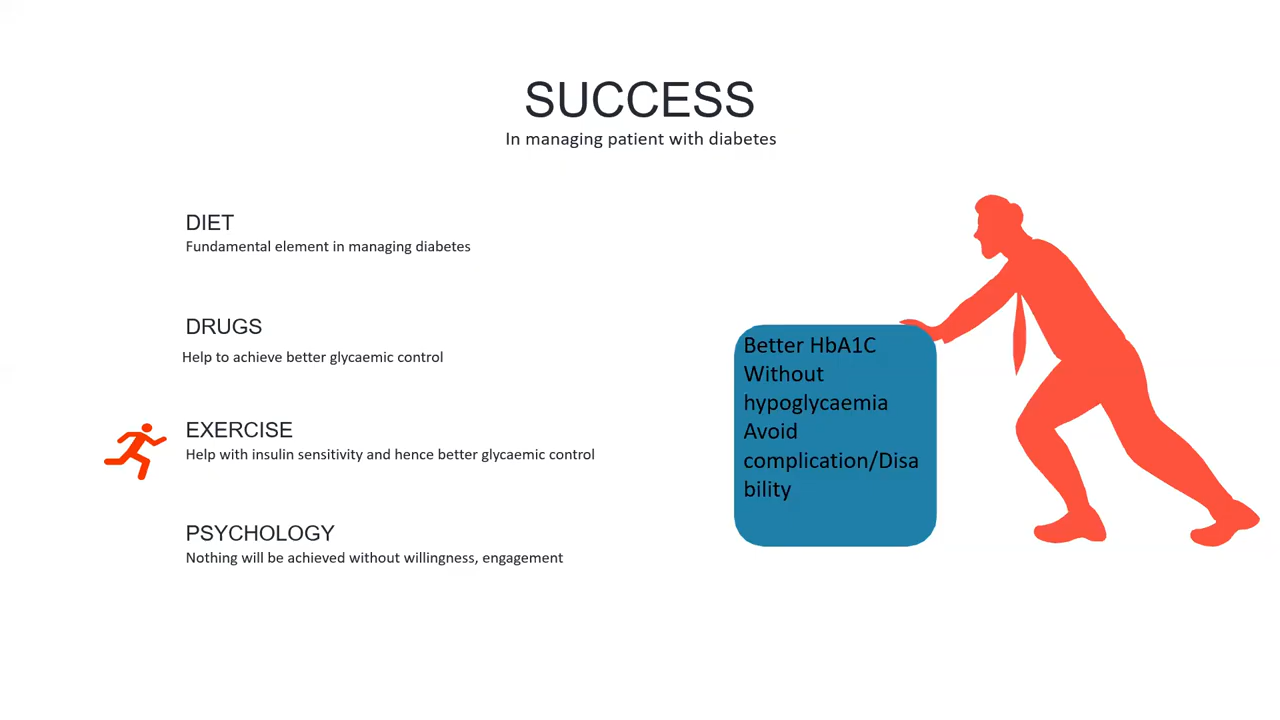 SUCCESS
In managing patient with diabetes
DIET
Fundamental element in managing diabetes
DRUGS
Help to achieve better glycaemic control
EXERCISE
Help with insulin sensitivity and hence better glycaemic control
PSYCHOLOGY
Nothing will be achieved without willingness, engagement
Better HbA1C
Without
hypoglycaemia
Avoid
complication/Disa
bility